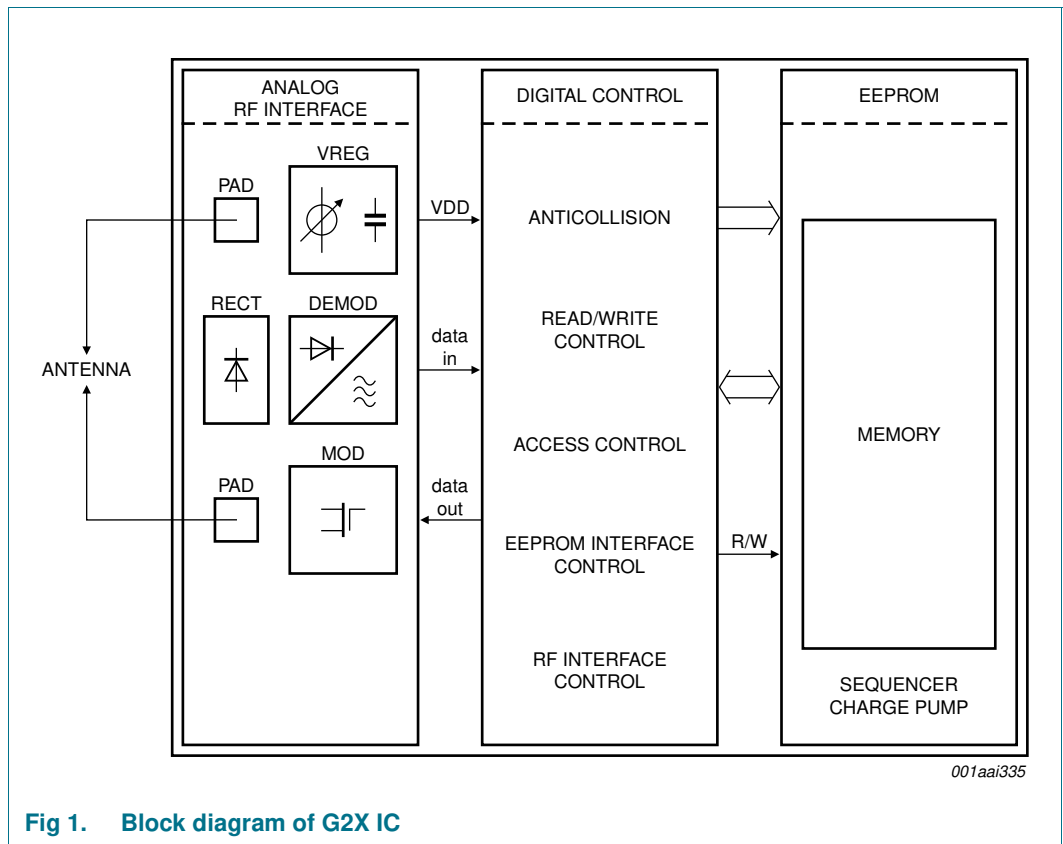 ANALOG
RF INTERFACE
VREG
PAD
RECT
DEMOD
MOD
PAD
ANTENNA
VDD
data
in
data
out
DIGITAL CONTROL
ANTICOLLISION
READ/WRITE
CONTROL
ACCESS CONTROL
EEPROM INTERFACE
CONTROL
RF INTERFACE
CONTROL
R/W
EEPROM
MEMORY
SEQUENCER
CHARGE PUMP
001aai335
Fig 1. Block diagram of G2X IC